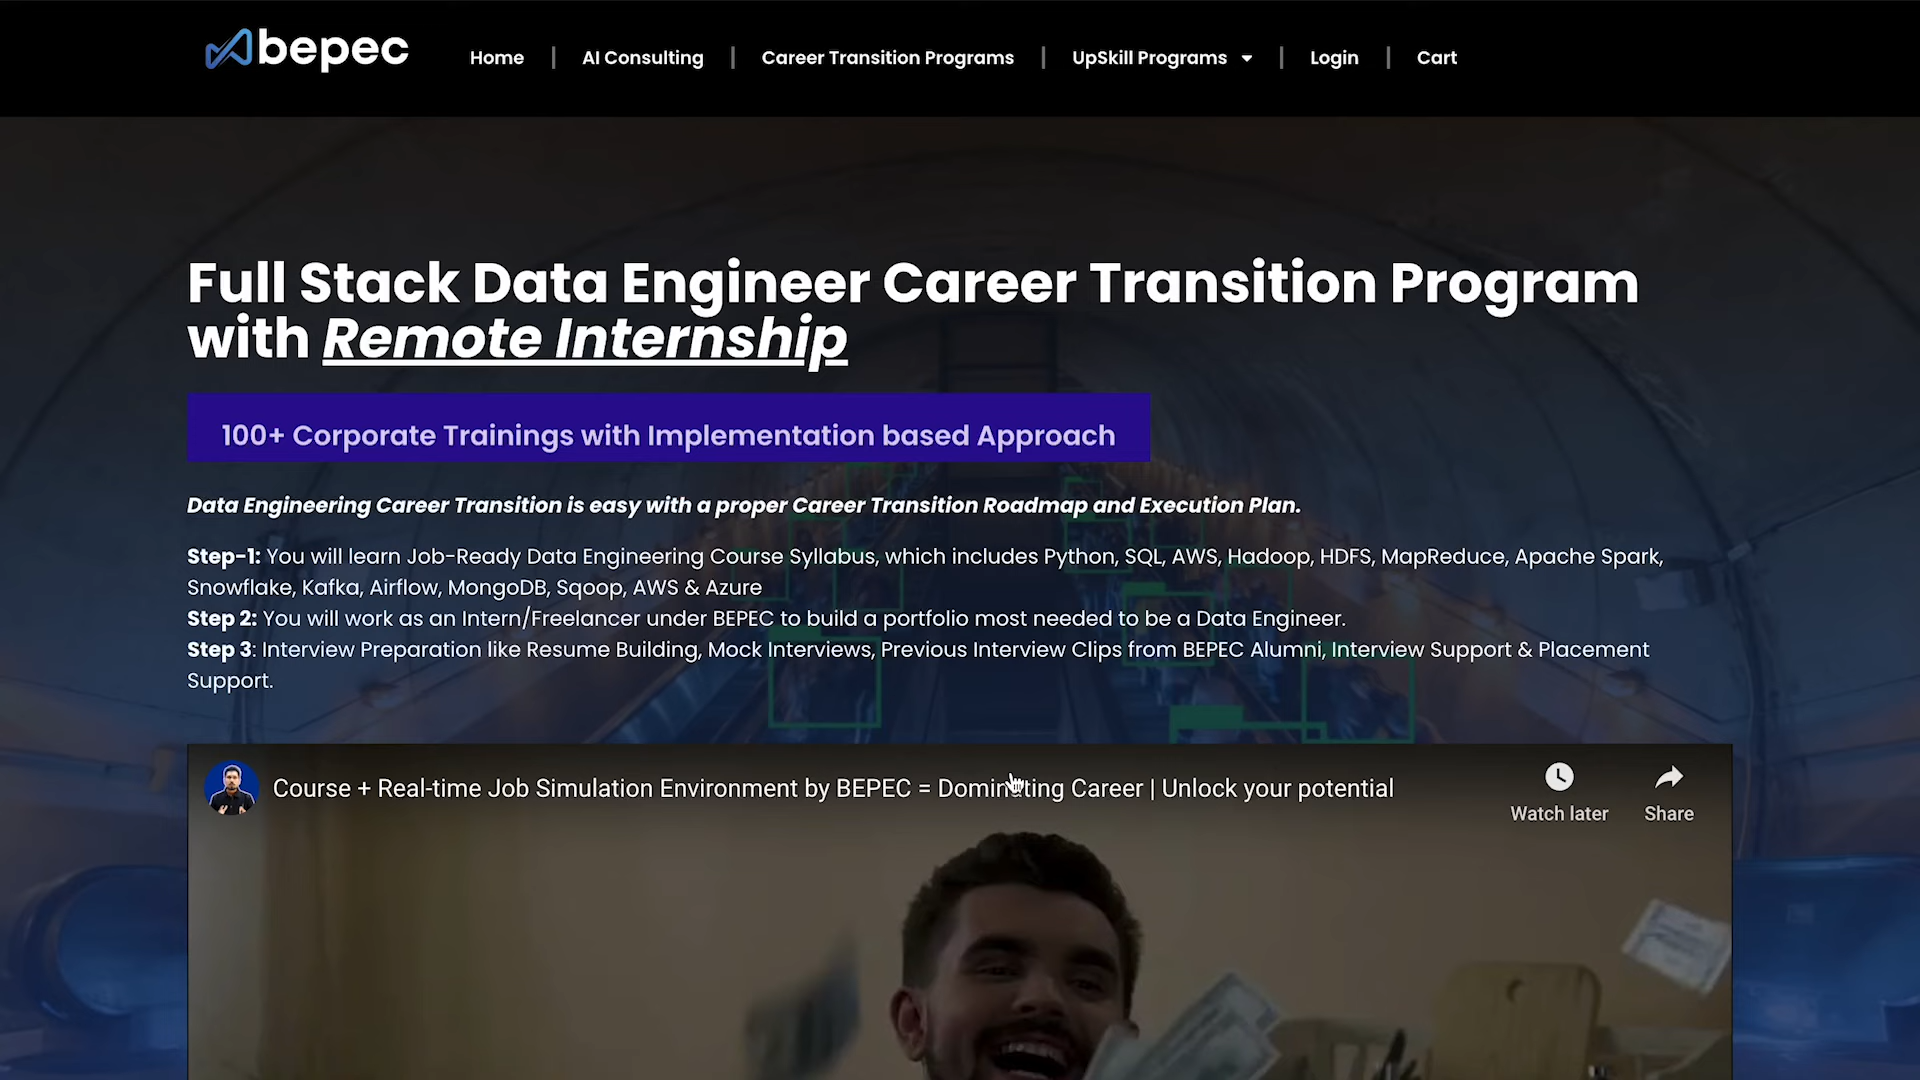 bepec
Home | AI Consulting | Career Transition Programs | UpSkill Programs | Login | Cart
Full Stack Data Engineer Career Transition Program
with Remote Internship
100+ Corporate Trainings with Implementation based Approach
Data Engineering Career Transition is easy with a proper Career Transition Roadmap and Execution Plan.
Step-1: You will learn Job-Ready Data Engineering Course Syllabus, which includes Python, SQL, AWS, Hadoop, HDFS, MapReduce, Apache Spark,
Snowflake, Kafka, Airflow, MongoDB, Sqoop, AWS & Azure
Step 2: You will work as an Intern/Freelancer under BEPEC to build a portfolio most needed to be a Data Engineer.
Step 3: Interview Preparation like Resume Building, Mock Interviews, Previous Interview Clips from BEPEC Alumni, Interview Support & Placement
Support.
Course + Real-time Job Simulation Environment by BEPEC = Dominating Career | Unlock your potential
Watch later
Share